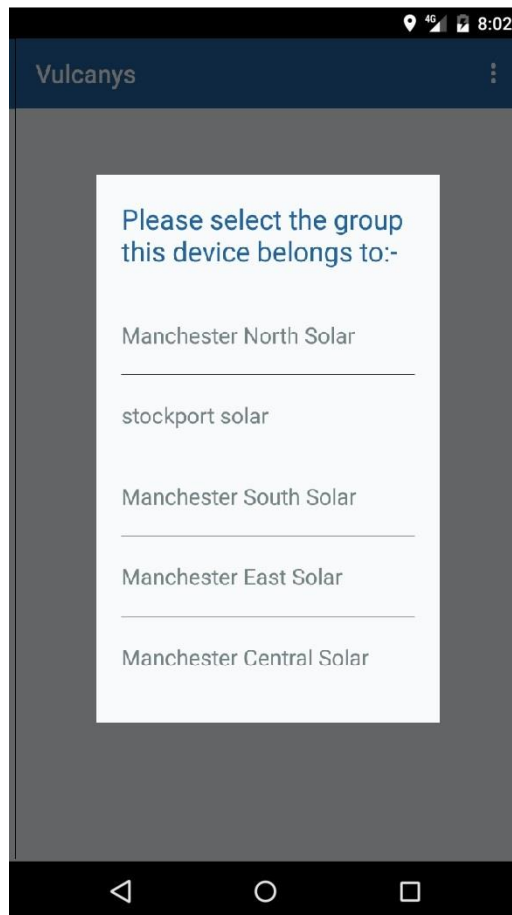 4G 8:02
Vulcanys
Please select the group
this device belongs to:-
Manchester North Solar
stockport solar
Manchester South Solar
Manchester East Solar
Manchester Central Solar